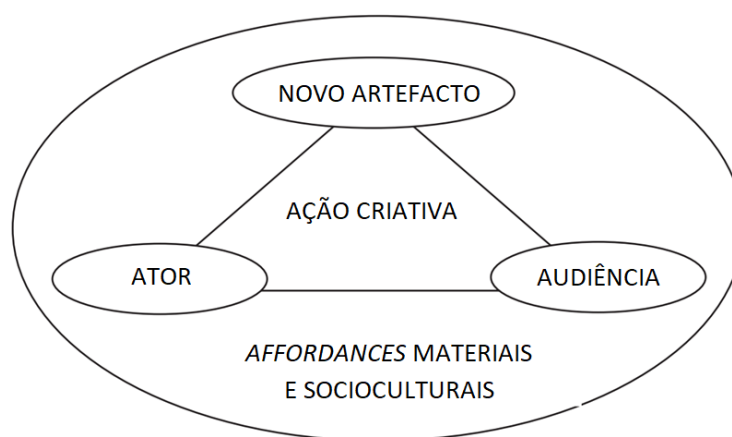 NOVO ARTEFACTO
AÇÃO CRIATIVA
ATOR
AUDIÊNCIA
AFFORDANCES MATERIAIS
E SOCIOCULTURAIS